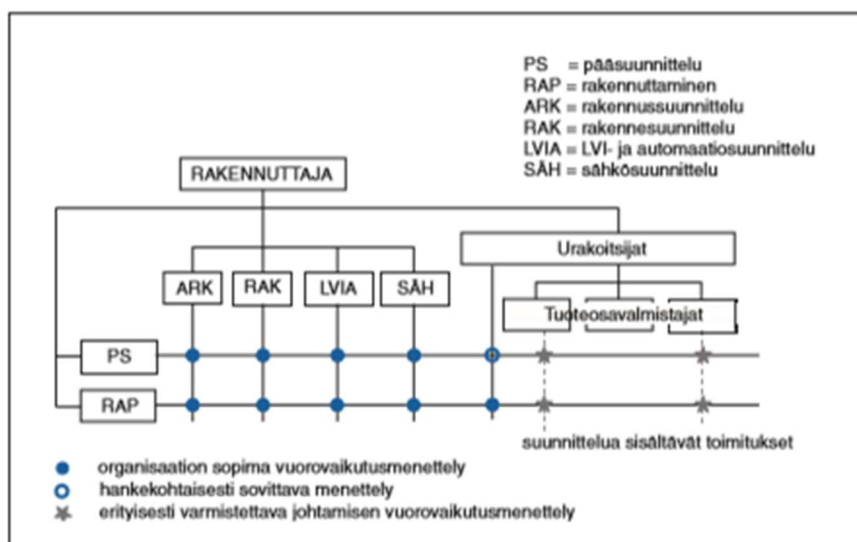 PS = pääsuunnittelu
RAP = rakennuttaminen
ARK = rakennussuunnittelu
RAK = rakennesuunnittelu
LVIA = LVI- ja automaatiosuunnittelu
SÄH = sähkösuunnittelu
RAKENNUTTAJA
Urakoitsijat
ARK RAK LVIA SÄH
Tuoteosavalmistajat
PS
RAP
suunnittelua sisältävät toimitukset
organisaation sopima vuorovaikutusmenettely
hankekohtaisesti sovittava menettely
erityisesti varmistettava johtamisen vuorovaikutusmenettely